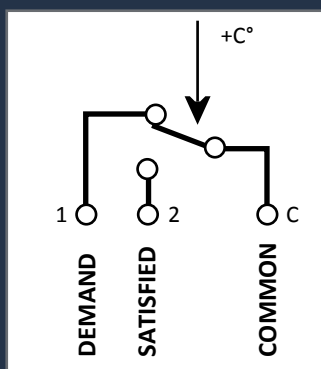 +C°
1
2
C
DEMAND
SATISFIED
COMMON